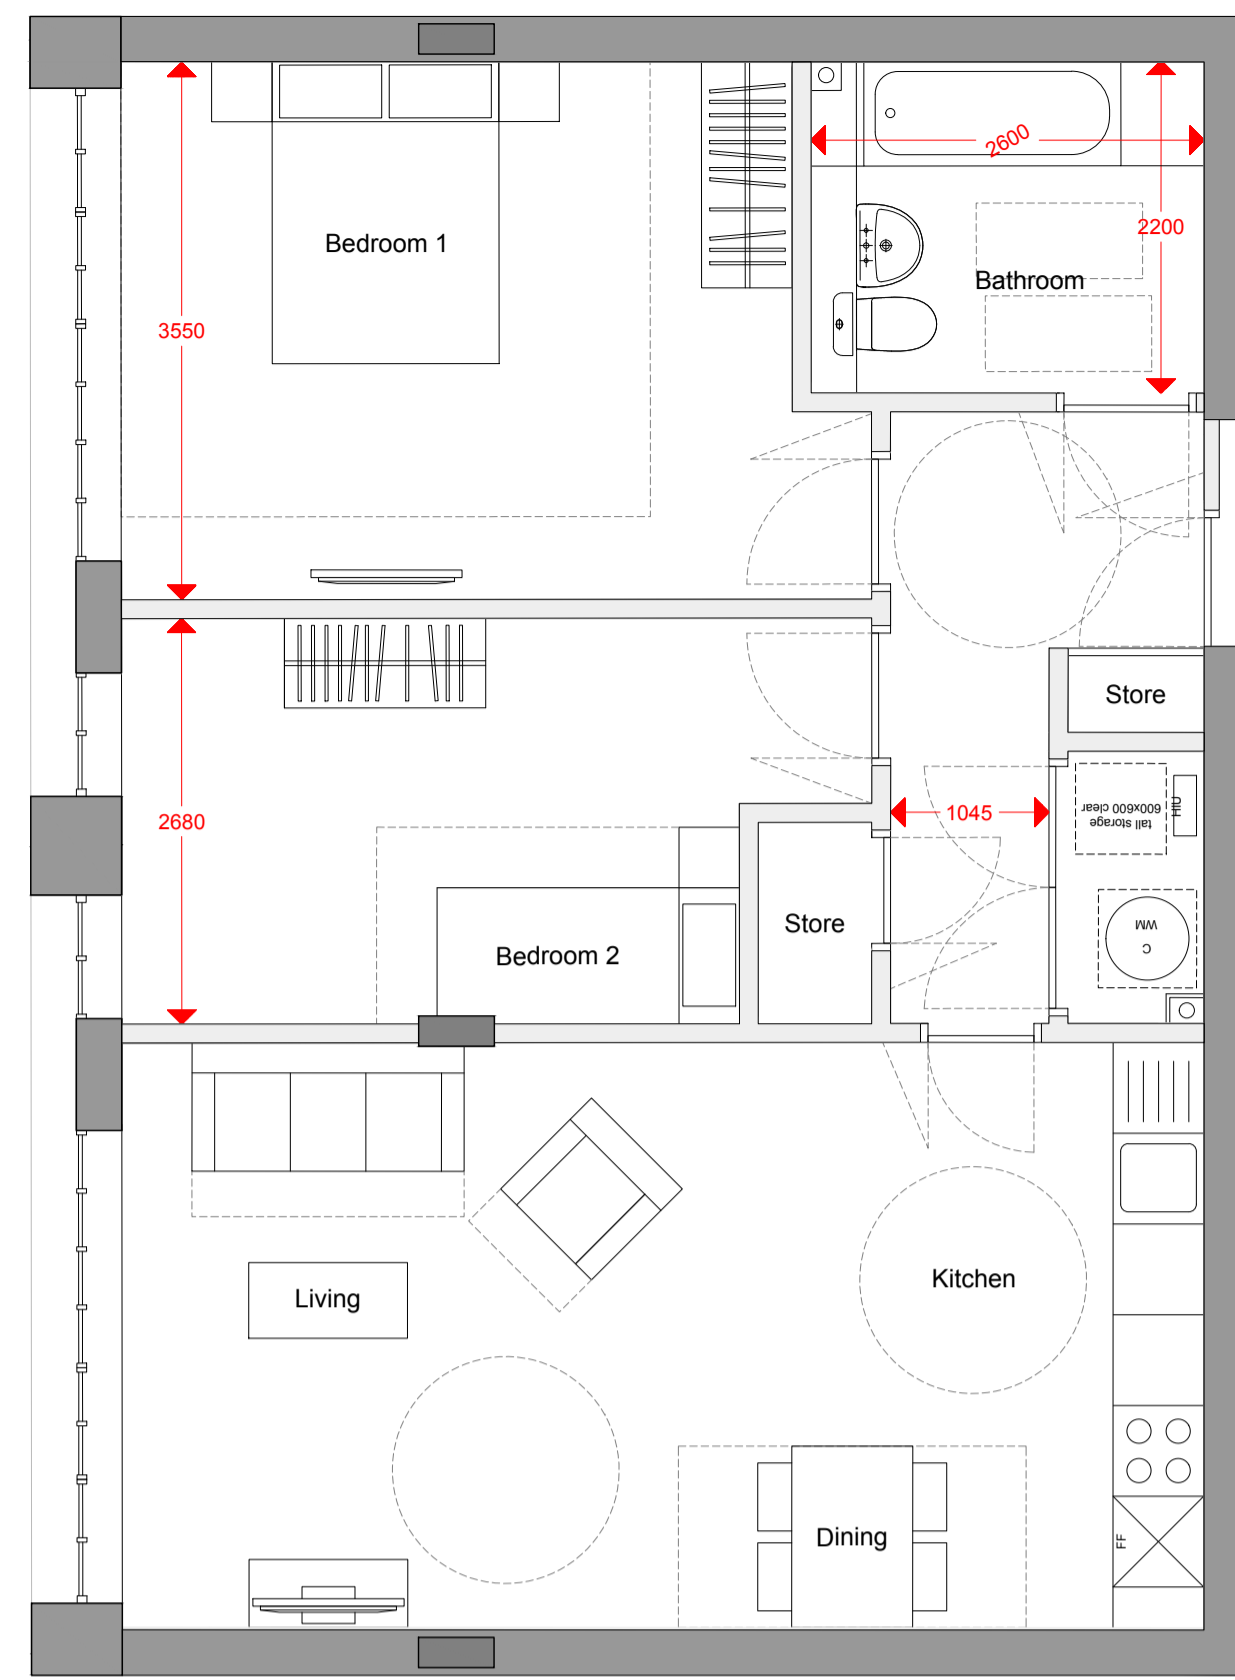 2600
2200
Bedroom 1
Bathroom
3550
Store
tall storage
600x600 clear
HIU
1045
2680
Store
C
WM
Bedroom 2
Kitchen
Living
Dining
FF